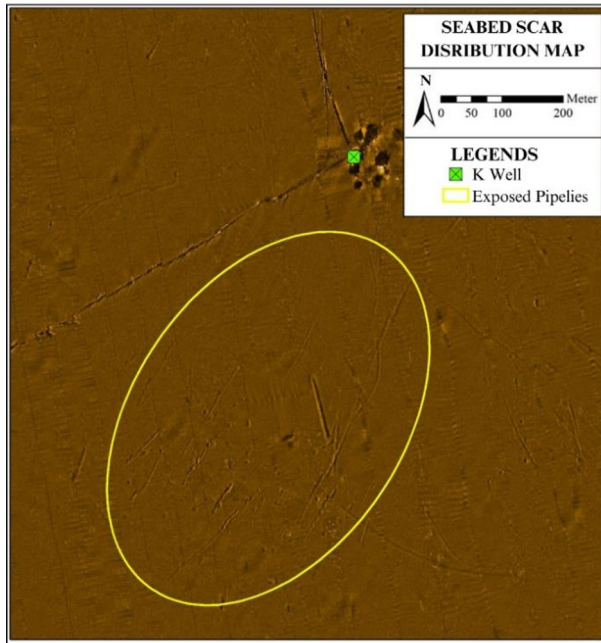 SEABED SCAR
DISRIBUTION MAP
N
Meter
0 50 100 200
LEGENDS
K Well
Exposed Pipelies